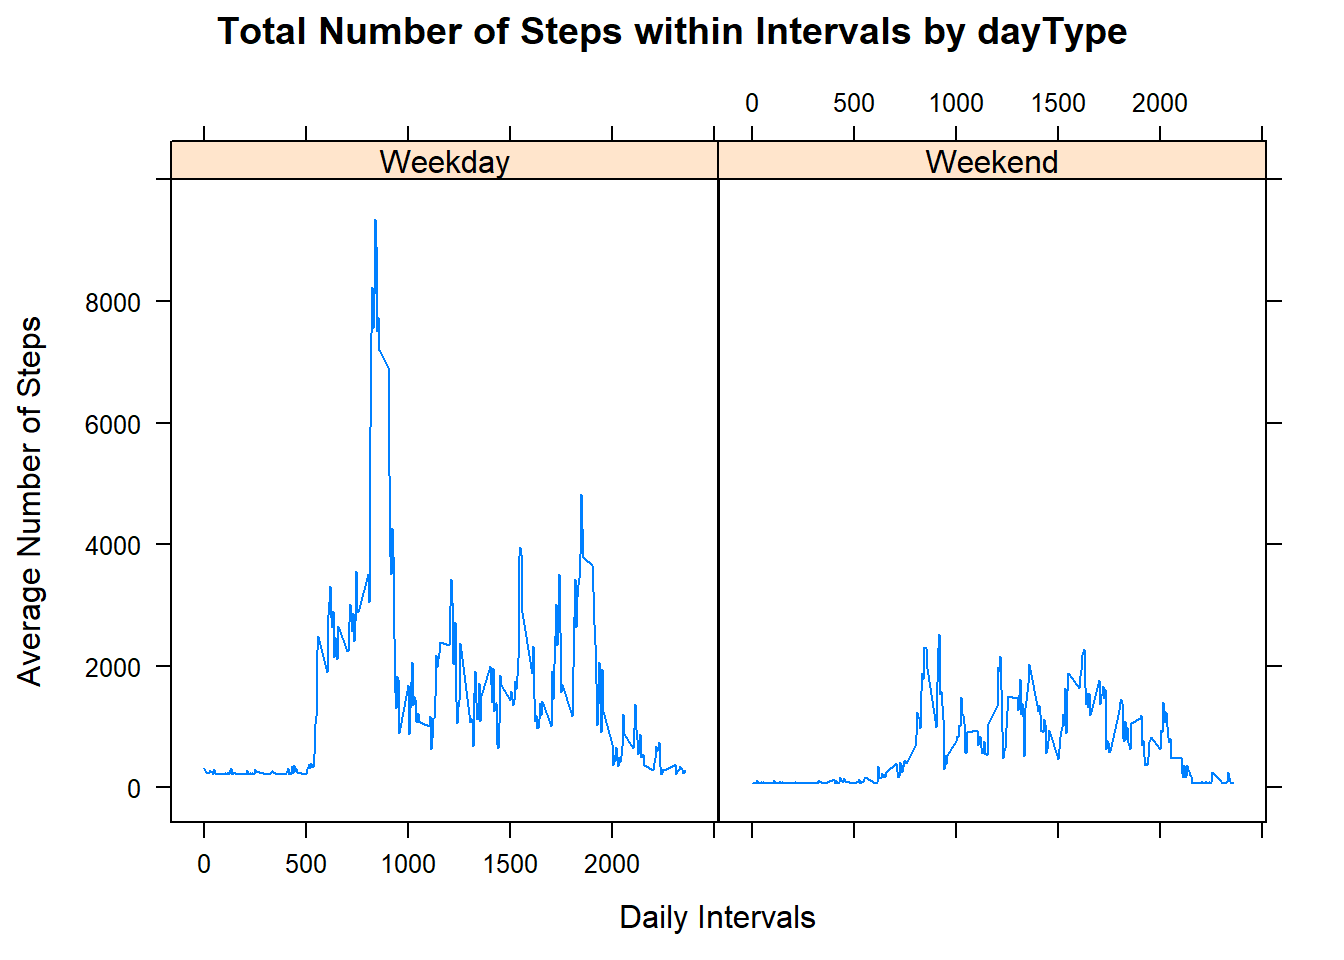 Total Number of Steps within Intervals by dayType
0 500 1000 1500 2000
Weekday Weekend
8000
6000
4000
2000
0
Average Number of Steps
0 500 1000 1500 2000
Daily Intervals